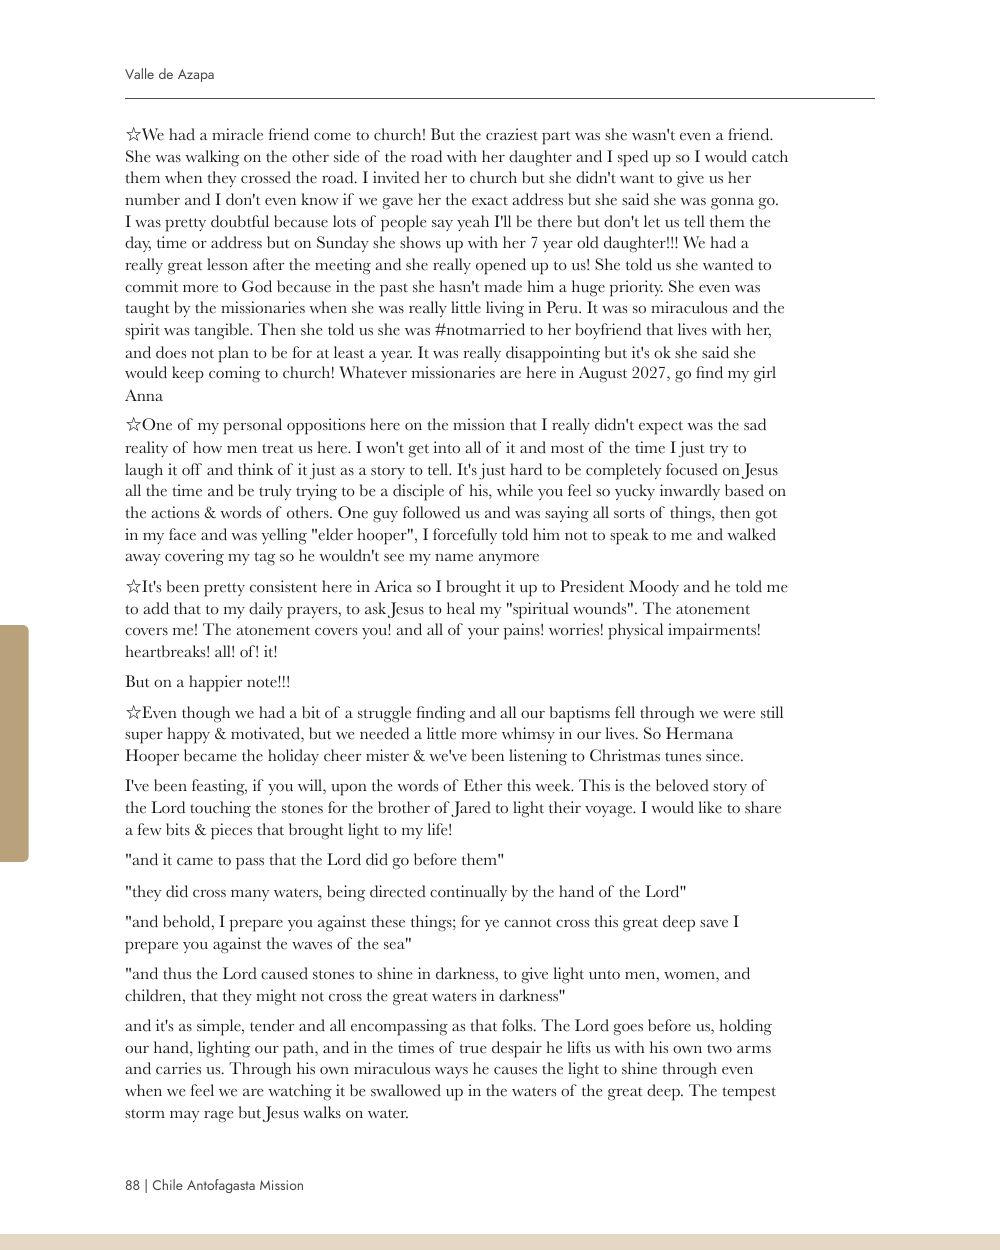 Valle de Azapa
☆We had a miracle friend come to church! But the craziest part was she wasn't even a friend.
She was walking on the other side of the road with her daughter and I sped up so I would catch
them when they crossed the road. I invited her to church but she didn't want to give us her
number and I don't even know if we gave her the exact address but she said she was gonna go.
I was pretty doubtful because lots of people say yeah I'll be there but don't let us tell them the
day, time or address but on Sunday she shows up with her 7 year old daughter!!! We had a
really great lesson after the meeting and she really opened up to us! She told us she wanted to
commit more to God because in the past she hasn't made him a huge priority. She even was
taught by the missionaries when she was really little living in Peru. It was so miraculous and the
spirit was tangible. Then she told us she was #notmarried to her boyfriend that lives with her,
and does not plan to be for at least a year. It was really disappointing but it's ok she said she
would keep coming to church! Whatever missionaries are here in August 2027, go find my girl
Anna
☆One of my personal oppositions here on the mission that I really didn't expect was the sad
reality of how men treat us here. I won't get into all of it and most of the time I just try to
laugh it off and think of it just as a story to tell. It's just hard to be completely focused on Jesus
all the time and be truly trying to be a disciple of his, while you feel so yucky inwardly based on
the actions & words of others. One guy followed us and was saying all sorts of things, then got
in my face and was yelling "elder hooper", I forcefully told him not to speak to me and walked
away covering my tag so he wouldn't see my name anymore
☆It's been pretty consistent here in Arica so I brought it up to President Moody and he told me
to add that to my daily prayers, to ask Jesus to heal my "spiritual wounds". The atonement
covers me! The atonement covers you! and all of your pains! worries! physical impairments!
heartbreaks! all! of! it!
But on a happier note!!!
☆Even though we had a bit of a struggle finding and all our baptisms fell through we were still
super happy & motivated, but we needed a little more whimsy in our lives. So Hermana
Hooper became the holiday cheer mister & we've been listening to Christmas tunes since.
I've been feasting, if you will, upon the words of Ether this week. This is the beloved story of
the Lord touching the stones for the brother of Jared to light their voyage. I would like to share
a few bits & pieces that brought light to my life!
"and it came to pass that the Lord did go before them"
"they did cross many waters, being directed continually by the hand of the Lord"
"and behold, I prepare you against these things; for ye cannot cross this great deep save I
prepare you against the waves of the sea"
"and thus the Lord caused stones to shine in darkness, to give light unto men, women, and
children, that they might not cross the great waters in darkness"
and it's as simple, tender and all encompassing as that folks. The Lord goes before us, holding
our hand, lighting our path, and in the times of true despair he lifts us with his own two arms
and carries us. Through his own miraculous ways he causes the light to shine through even
when we feel we are watching it be swallowed up in the waters of the great deep. The tempest
storm may rage but Jesus walks on water.
88 | Chile Antofagasta Mission